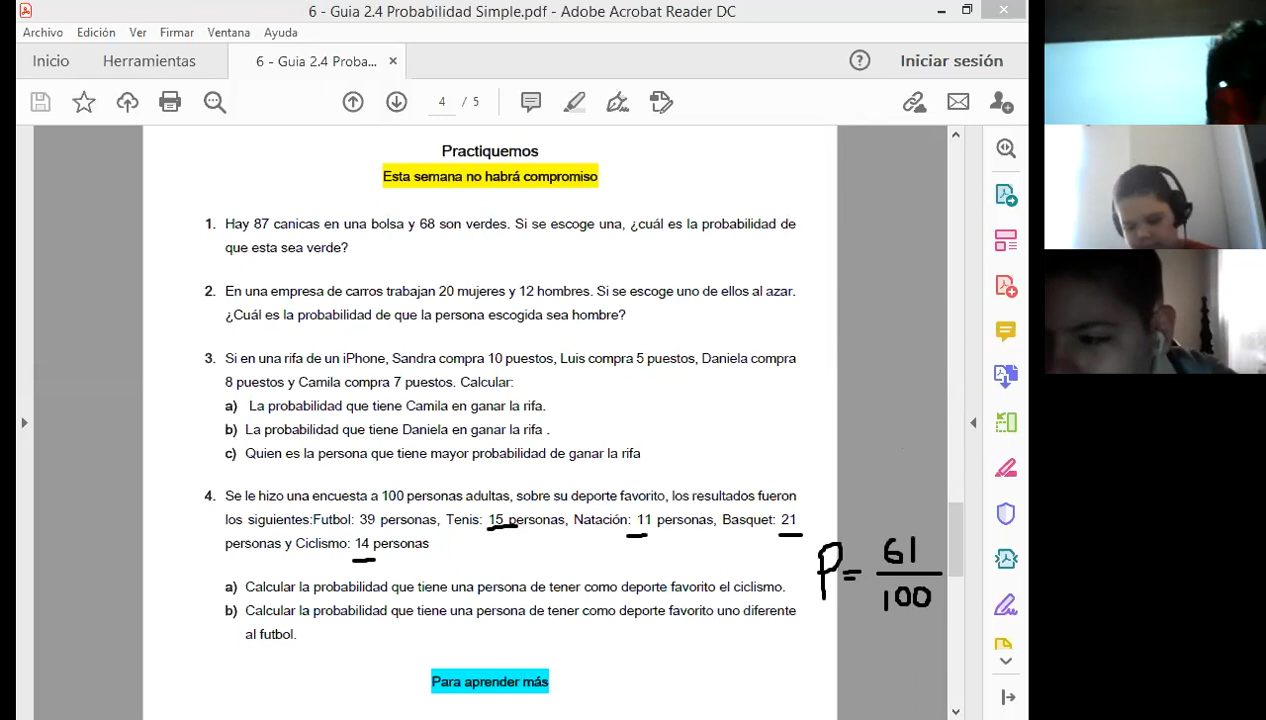 6 - Guia 2.4 Probabilidad Simple.pdf - Adobe Acrobat Reader DC
Archivo Edición Ver Firmar Ventana Ayuda
Inicio Herramientas 6 - Guia 2.4 Proba... × Iniciar sesión
4 / 5
Practiquemos
Esta semana no habrá compromiso
1. Hay 87 canicas en una bolsa y 68 son verdes. Si se escoge una, ¿cuál es la probabilidad de
que esta sea verde?
2. En una empresa de carros trabajan 20 mujeres y 12 hombres. Si se escoge uno de ellos al azar.
¿Cuál es la probabilidad de que la persona escogida sea hombre?
3. Si en una rifa de un iPhone, Sandra compra 10 puestos, Luis compra 5 puestos, Daniela compra
8 puestos y Camila compra 7 puestos. Calcular:
a) La probabilidad que tiene Camila en ganar la rifa.
b) La probabilidad que tiene Daniela en ganar la rifa .
c) Quien es la persona que tiene mayor probabilidad de ganar la rifa
4. Se le hizo una encuesta a 100 personas adultas, sobre su deporte favorito, los resultados fueron
los siguientes:Futbol: 39 personas, Tenis: 15 personas, Natación: 11 personas, Basquet: 21
personas y Ciclismo: 14 personas
P= 61
100
a) Calcular la probabilidad que tiene una persona de tener como deporte favorito el ciclismo.
b) Calcular la probabilidad que tiene una persona de tener como deporte favorito uno diferente
al futbol.
Para aprender más